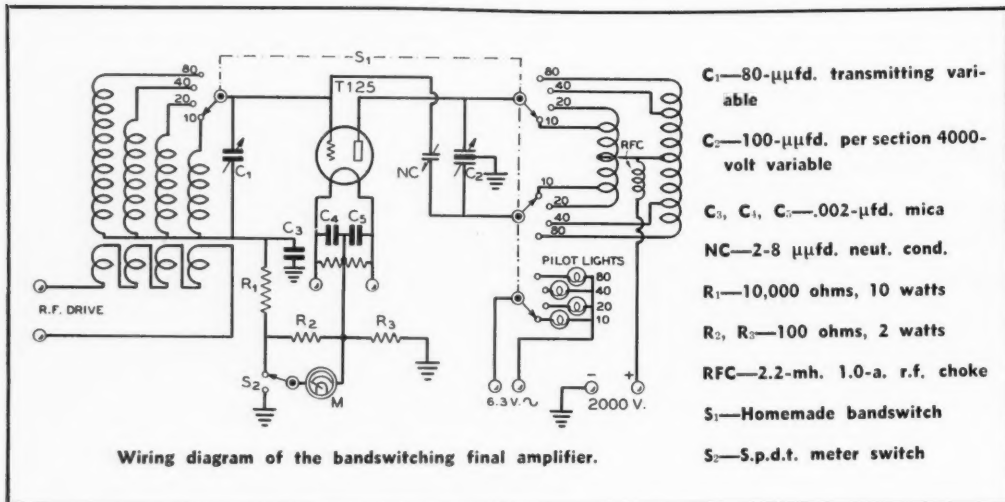 S₁
80
40
20
10
T125
C₁
NC
C₂
80
40
20
10
RFC
10
20
40
80
C₃
C₄
C₅
PILOT LIGHTS
80
40
20
10
R.F. DRIVE
R₁
R₂
R₃
S₂
M
6.3 V. ∿
−
+
2000 V.
Wiring diagram of the bandswitching final amplifier.
C₁—80-μμfd. transmitting vari-
able
C₂—100-μμfd. per section 4000-
volt variable
C₃, C₄, C₅—.002-μfd. mica
NC—2-8 μμfd. neut. cond.
R₁—10,000 ohms, 10 watts
R₂, R₃—100 ohms, 2 watts
RFC—2.2-mh. 1.0-a. r.f. choke
S₁—Homemade bandswitch
S₂—S.p.d.t. meter switch